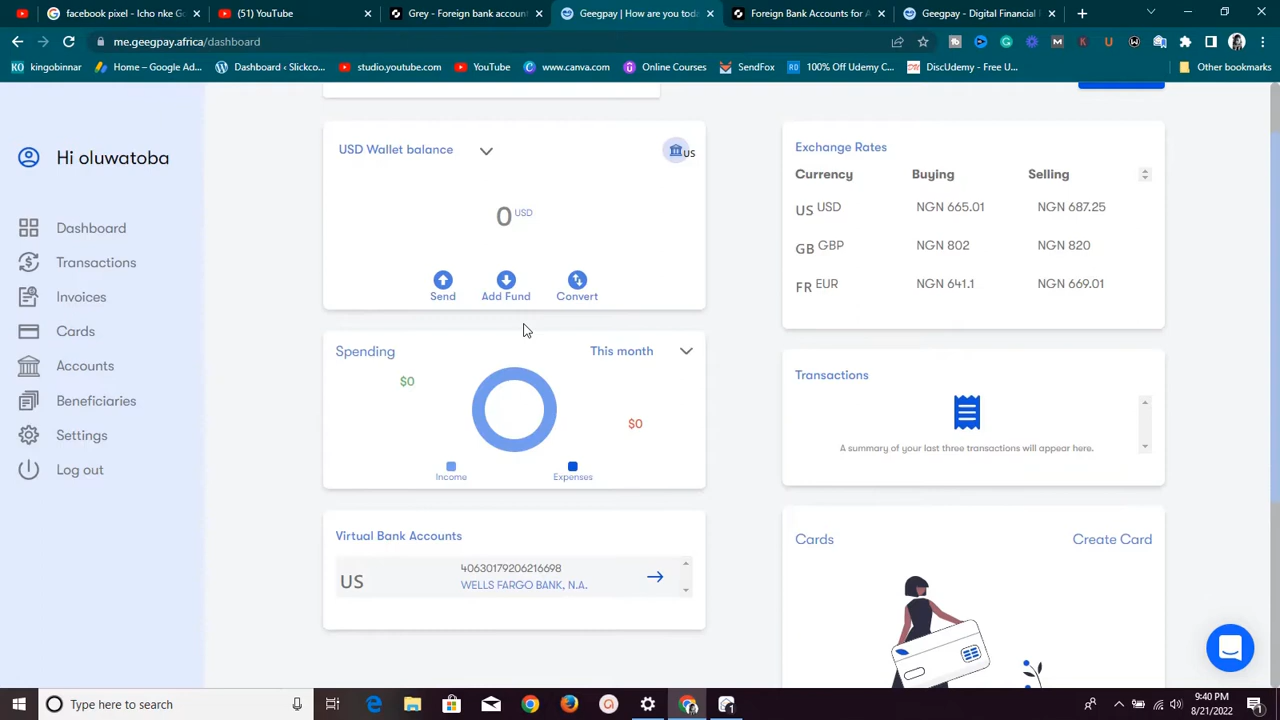 facebook pixel - Icho nke Go
(51) YouTube
Grey - Foreign bank account
Geegpay | How are you toda
Foreign Bank Accounts for A
Geegpay - Digital Financial
me.geegpay.africa/dashboard
kingobinnar
Home – Google Ad...
Dashboard ‹ Slickco...
studio.youtube.com
YouTube
www.canva.com
Online Courses
SendFox
100% Udemy C...
DiscUdemy - Free U...
Other bookmarks
Hi oluwatoba
Dashboard
Transactions
Invoices
Cards
Accounts
Beneficiaries
Settings
Log out
USD Wallet balance
US
0 USD
Send
Add Fund
Convert
Spending
This month
$0
$0
Income
Expenses
Virtual Bank Accounts
US
40630179206216698
WELLS FARGO BANK, N.A.
Exchange Rates
Currency Buying Selling
US USD NGN 665.01 NGN 687.25
GB GBP NGN 802 NGN 820
FR EUR NGN 641.1 NGN 669.01
Transactions
A summary of your last three transactions will appear here.
Cards
Create Card
Type here to search
9:40 PM
8/21/2022